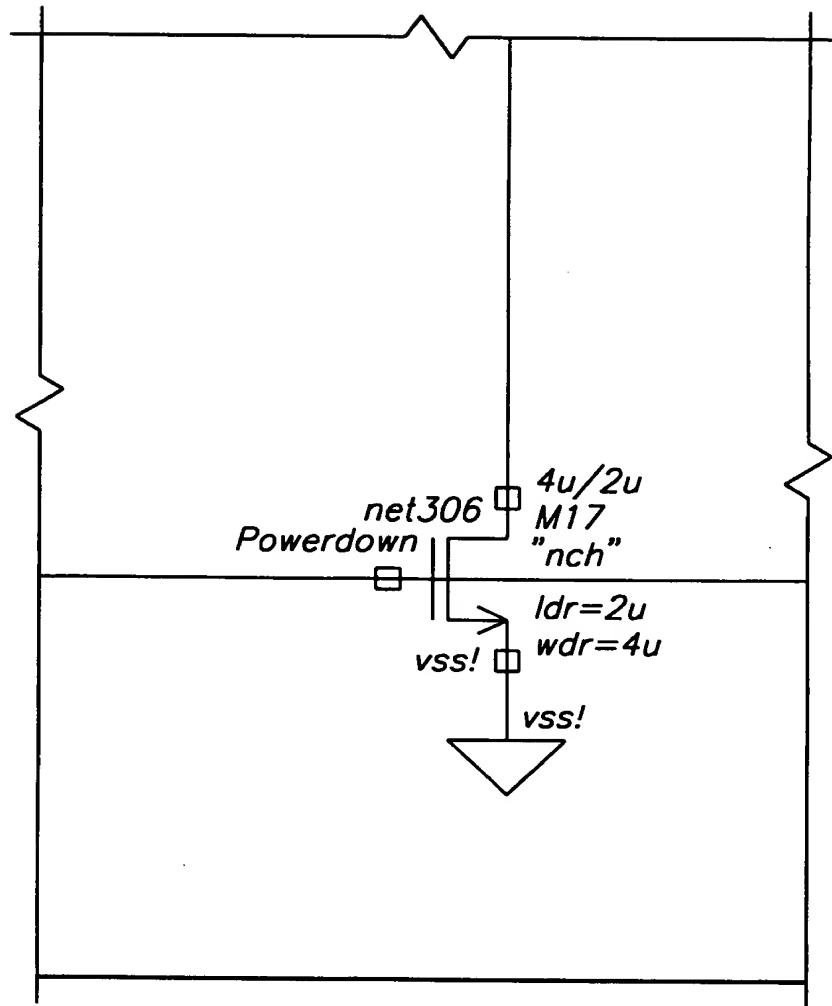 4u/2u
net306
M17
Powerdown
"nch"
ldr=2u
wdr=4u
vss!
vss!